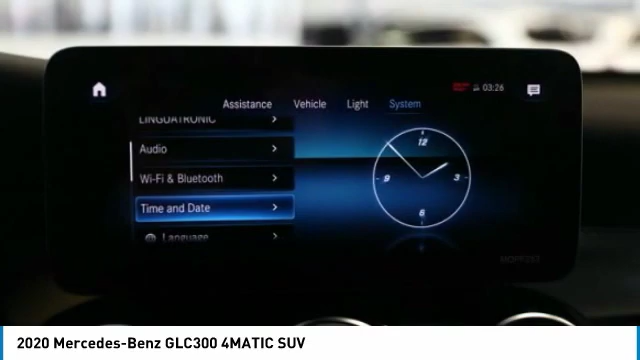 03:26
Assistance Vehicle Light System
LINGUATRONIC
Audio
Wi-Fi & Bluetooth
Time and Date
Language
12
9 3
6
2020 Mercedes-Benz GLC300 4MATIC SUV